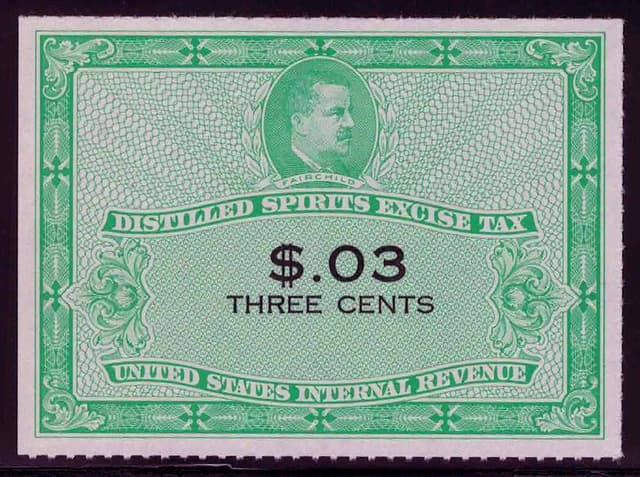 FAIRCHILD
DISTILLED SPIRITS EXCISE TAX
$.03
THREE CENTS
UNITED STATES INTERNAL REVENUE